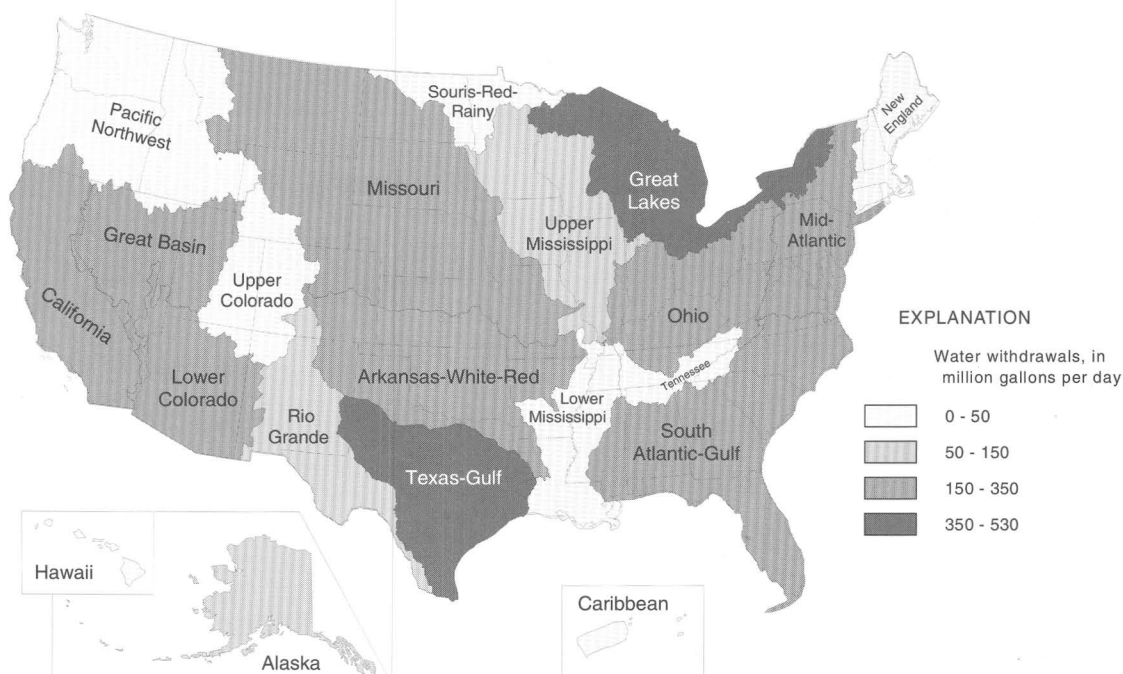 Pacific
Northwest
Souris-Red-
Rainy
New
England
Missouri
Great
Lakes
Great Basin
Upper
Mississippi
Mid-
Atlantic
Upper
Colorado
California
Ohio
Lower
Colorado
Arkansas-White-Red
Tennessee
Rio
Grande
Lower
Mississippi
South
Atlantic-Gulf
Texas-Gulf
Hawaii
Alaska
Caribbean
EXPLANATION
Water withdrawals, in
million gallons per day
0 - 50
50 - 150
150 - 350
350 - 530